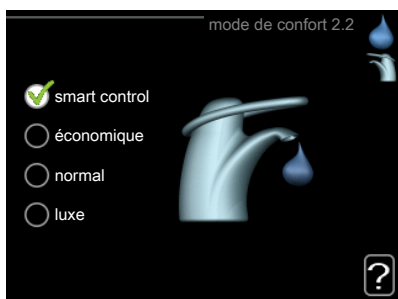 mode de confort 2.2
smart control
économique
normal
luxe
?